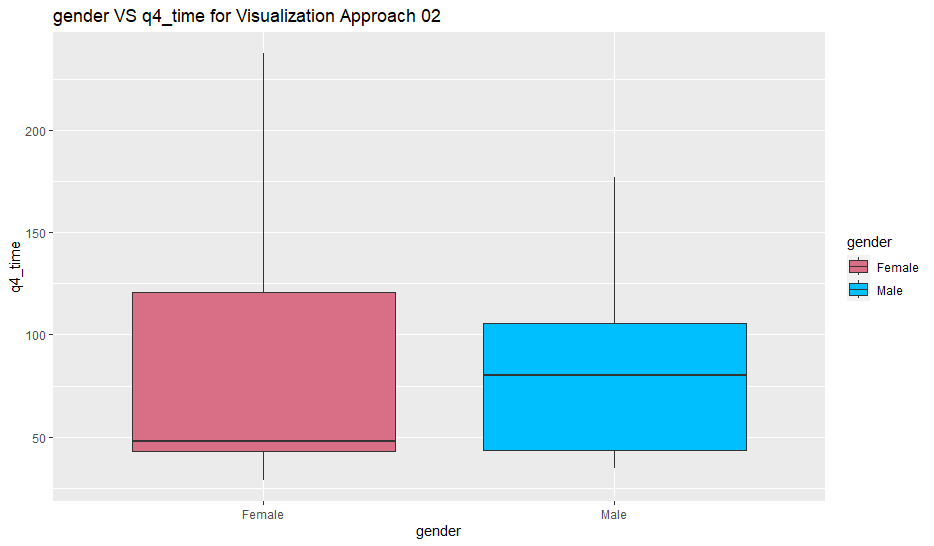 gender VS q4_time for Visualization Approach 02
q4_time
200
150
100
50
Female
Male
gender
gender
Female
Male